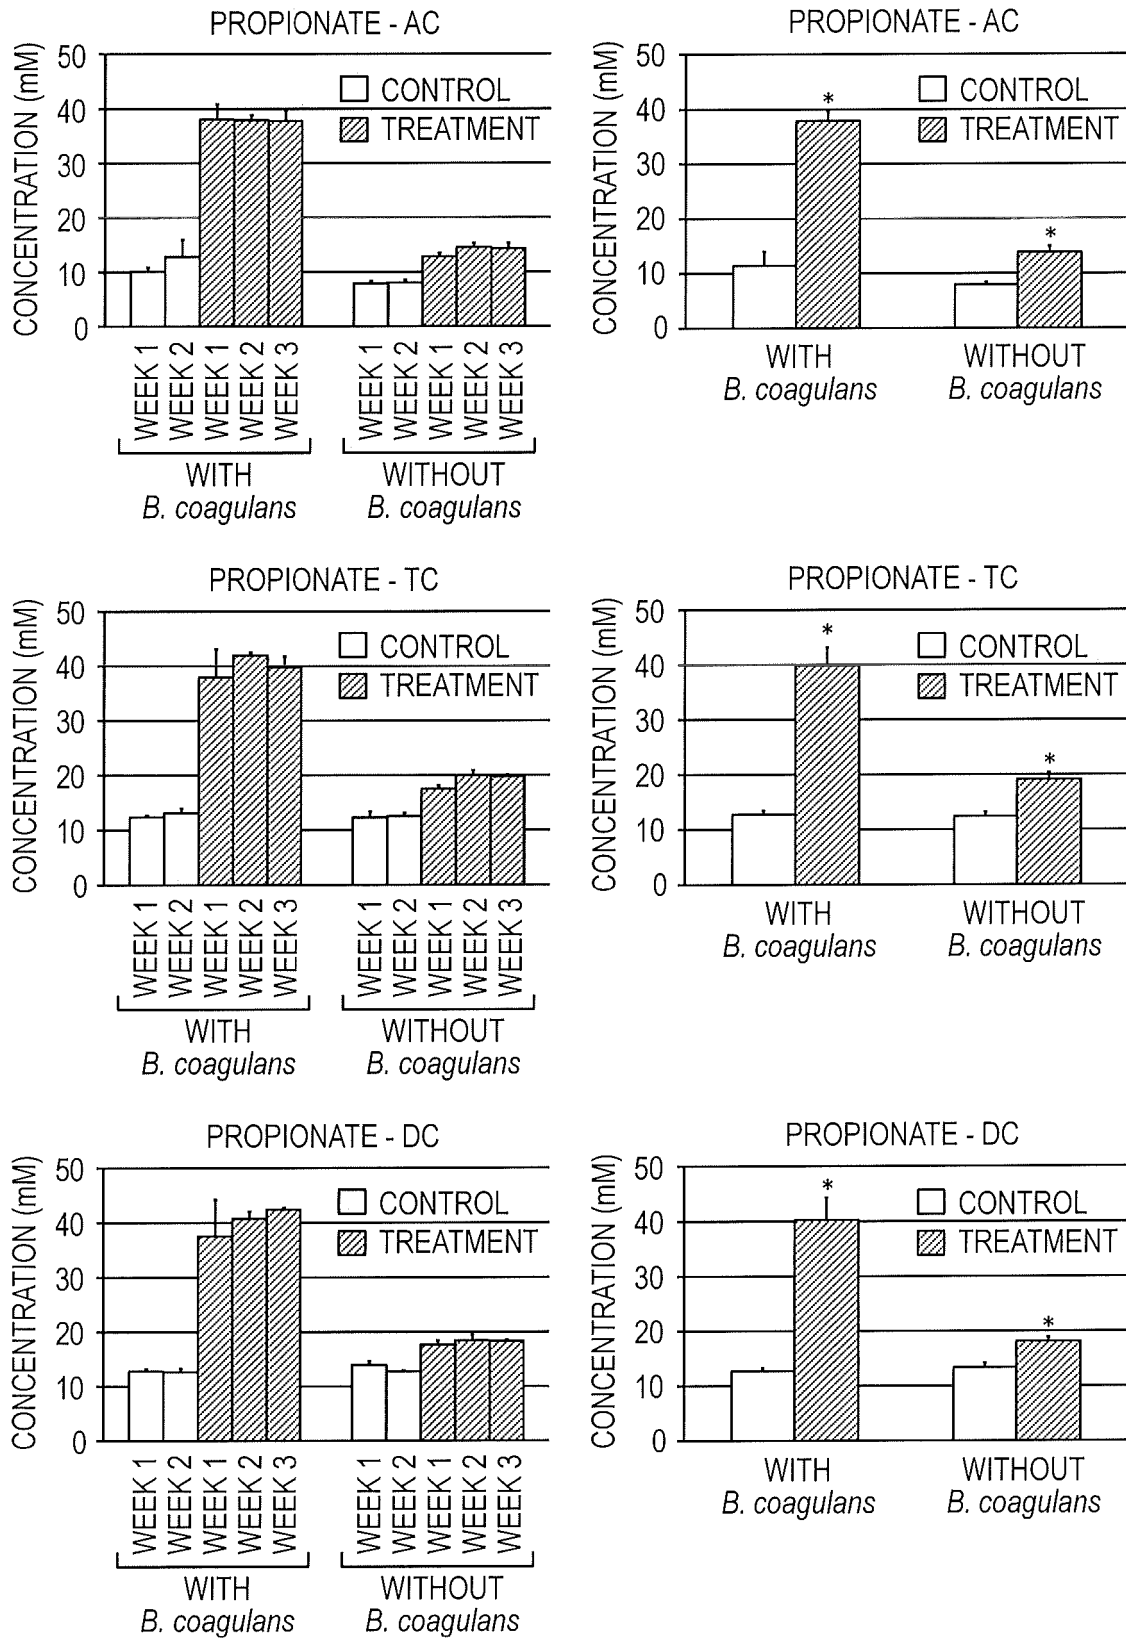 PROPIONATE - AC
CONCENTRATION (mM)
50
40
30
20
10
0
CONTROL
TREATMENT
WEEK 1
WEEK 2
WEEK 1
WEEK 2
WEEK 3
WEEK 1
WEEK 2
WEEK 1
WEEK 2
WEEK 3
WITH
B. coagulans
WITHOUT
B. coagulans
PROPIONATE - AC
CONCENTRATION (mM)
50
40
30
20
10
0
CONTROL
TREATMENT
*
*
WITH
B. coagulans
WITHOUT
B. coagulans
PROPIONATE - TC
CONCENTRATION (mM)
50
40
30
20
10
0
CONTROL
TREATMENT
WEEK 1
WEEK 2
WEEK 1
WEEK 2
WEEK 3
WEEK 1
WEEK 2
WEEK 1
WEEK 2
WEEK 3
WITH
B. coagulans
WITHOUT
B. coagulans
PROPIONATE - TC
CONCENTRATION (mM)
50
40
30
20
10
0
CONTROL
TREATMENT
*
*
WITH
B. coagulans
WITHOUT
B. coagulans
PROPIONATE - DC
CONCENTRATION (mM)
50
40
30
20
10
0
CONTROL
TREATMENT
WEEK 1
WEEK 2
WEEK 1
WEEK 2
WEEK 3
WEEK 1
WEEK 2
WEEK 1
WEEK 2
WEEK 3
WITH
B. coagulans
WITHOUT
B. coagulans
PROPIONATE - DC
CONCENTRATION (mM)
50
40
30
20
10
0
CONTROL
TREATMENT
*
*
WITH
B. coagulans
WITHOUT
B. coagulans